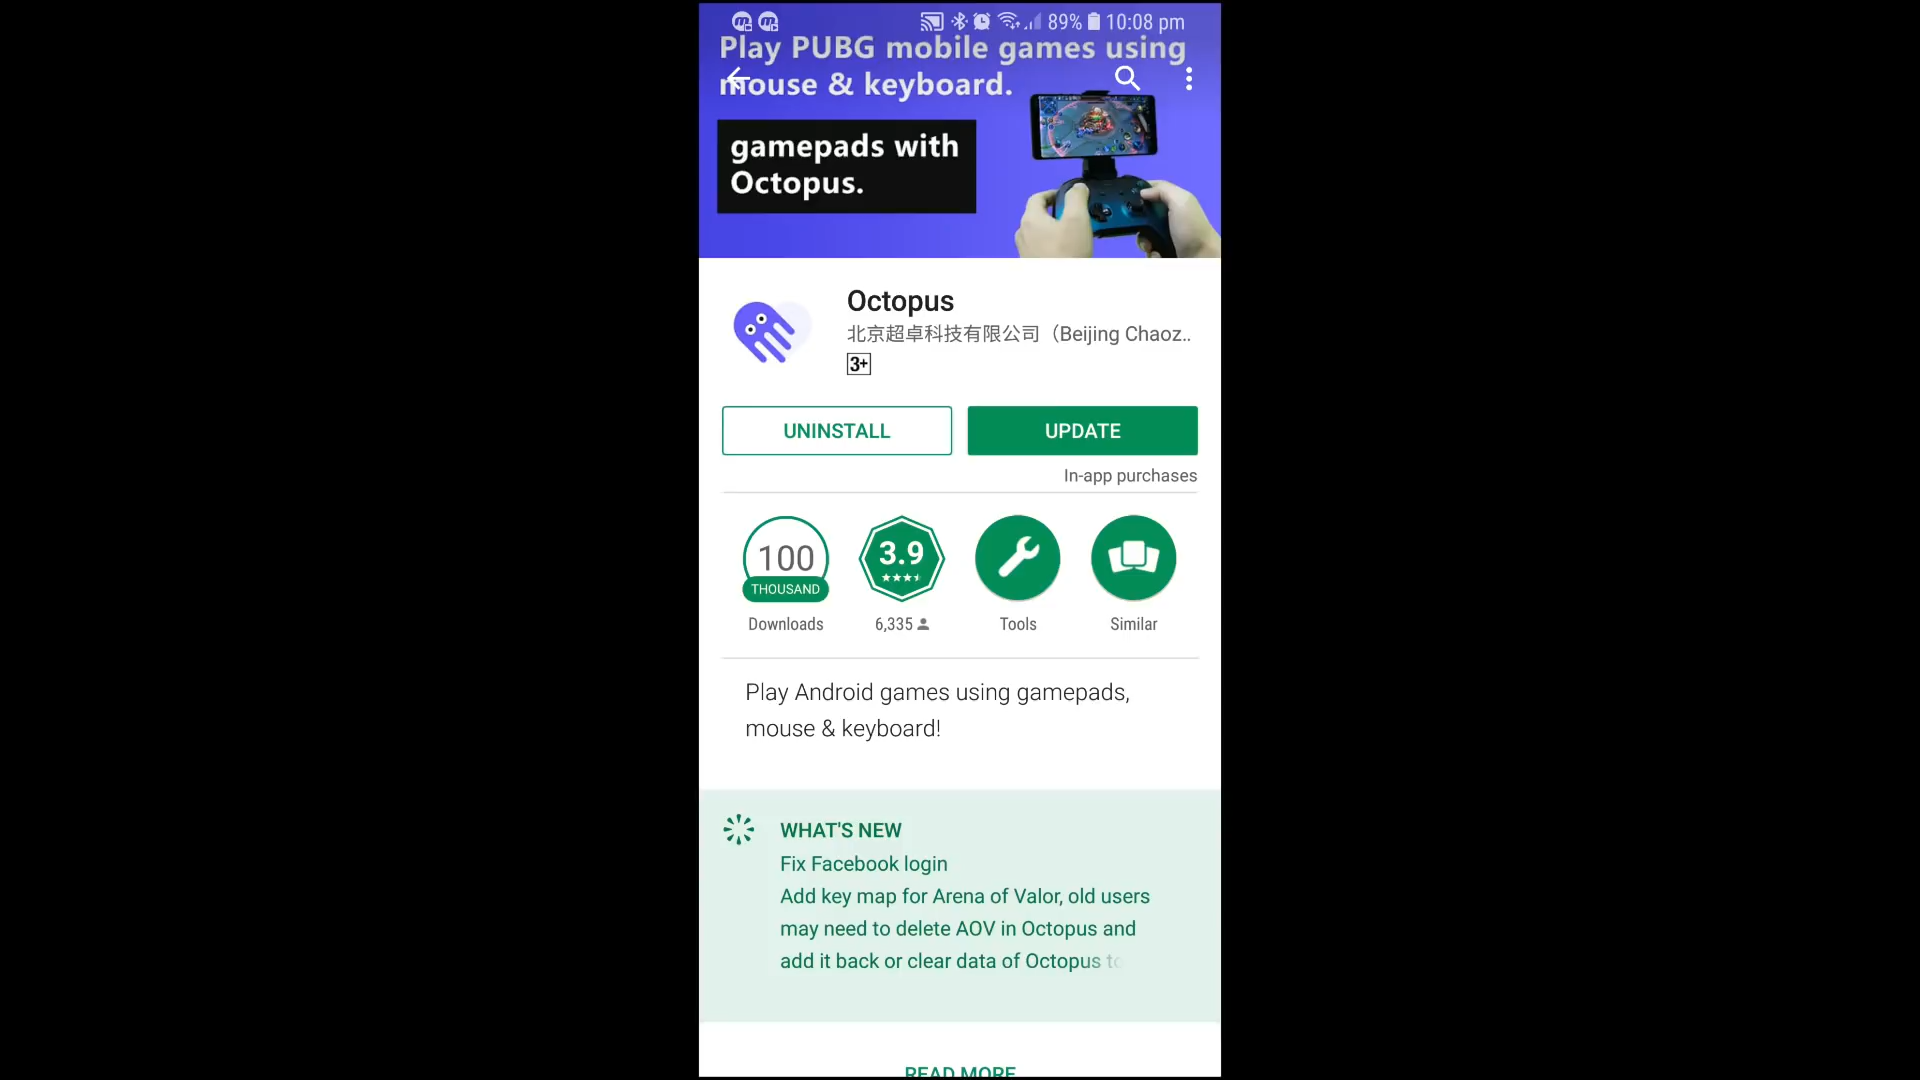 89% 10:08 pm
Play PUBG mobile games using
mouse & keyboard.
gamepads with
Octopus.
Octopus
北京超卓科技有限公司（Beijing Chaoz..
3+
UNINSTALL
UPDATE
In-app purchases
100
THOUSAND
Downloads
3.9
6,335
Tools
Similar
Play Android games using gamepads,
mouse & keyboard!
WHAT'S NEW
Fix Facebook login
Add key map for Arena of Valor, old users
may need to delete AOV in Octopus and
add it back or clear data of Octopus to
READ MORE